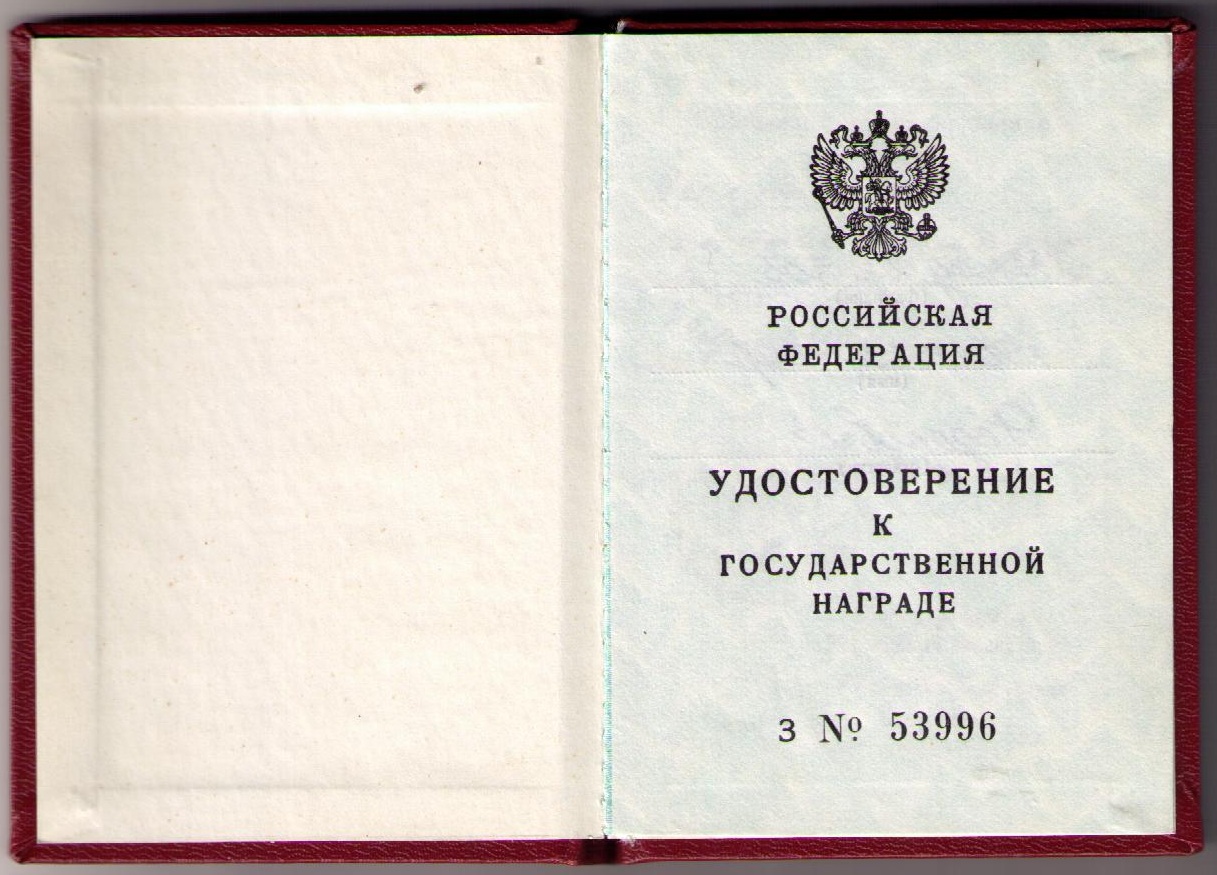 РОССИЙСКАЯ
ФЕДЕРАЦИЯ
УДОСТОВЕРЕНИЕ
К
ГОСУДАРСТВЕННОЙ
НАГРАДЕ
З № 53996